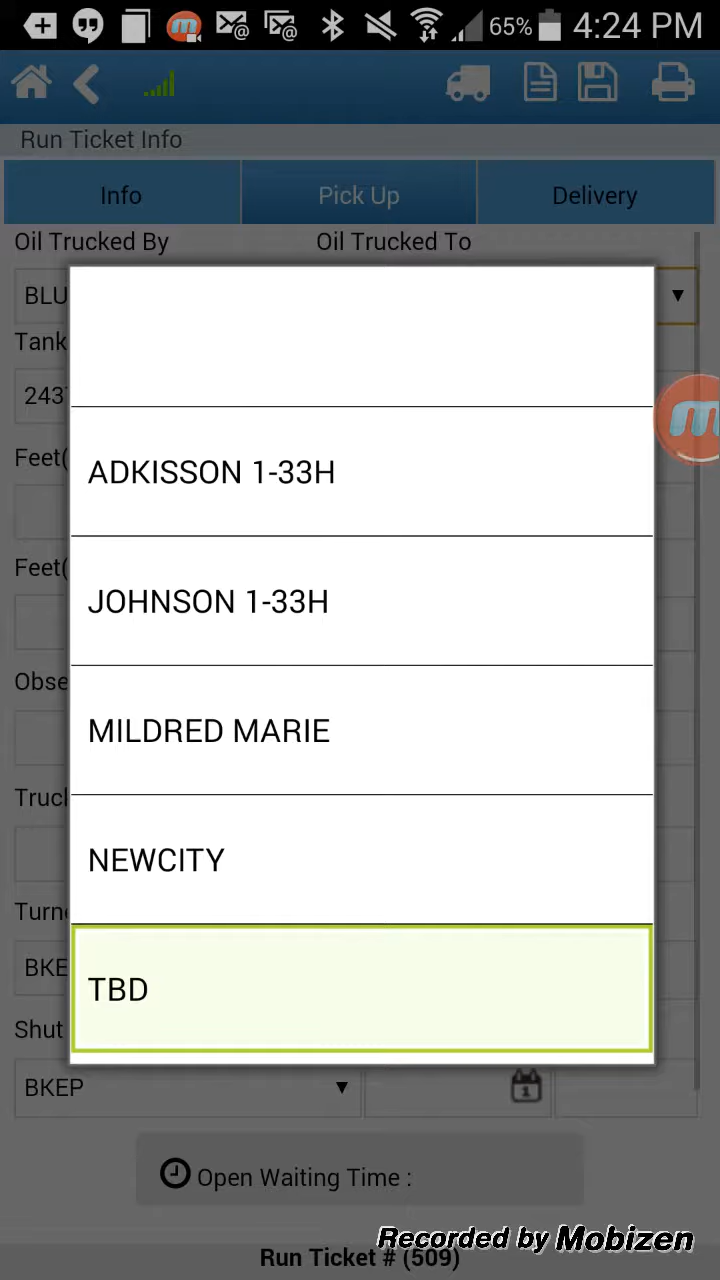 65% 4:24 PM
Run Ticket Info
Info Pick Up Delivery
Oil Trucked By Oil Trucked To
BLU
Tank
243
Feet(
ADKISSON 1-33H
Feet(
JOHNSON 1-33H
Obse
MILDRED MARIE
Truck
NEWCITY
Turne
BKE
TBD
Shut
BKEP
Open Waiting Time :
Recorded by Mobizen
Run Ticket # (509)